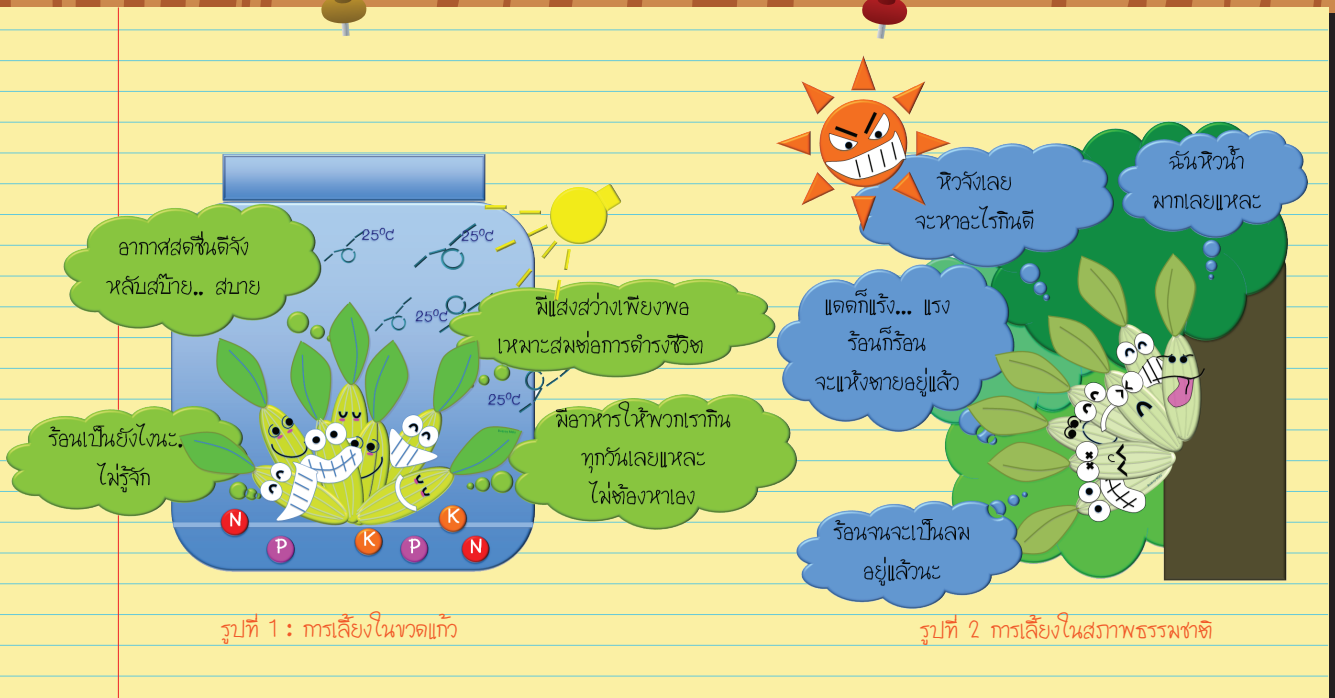 อากาศสดชื่นดีจัง
หลับสบ๊าย.. สบาย
25ºC
25ºC
25ºC
มีแสงสว่างเพียงพอ
เหมาะสมต่อการดำรงชีวิต
25ºC
ร้อนเป็นยังไงนะ.
ไม่รู้จัก
มีอาหารให้พวกเรากิน
ทุกวันเลยแหละ
ไม่ต้องหาเอง
N
P
K
P
K
N
รูปที่ 1 : การเลี้ยงในขวดแก้ว
หิวจังเลย
จะหาอะไรกินดี
ฉันหิวน้ำ
มากเลยแหละ
แดดก็แร้ง... แรง
ร้อนก็ร้อน
จะแห้งตายอยู่แล้ว
ร้อนจนจะเป็นลม
อยู่แล้วนะ
รูปที่ 2 การเลี้ยงในสภาพธรรมชาติ